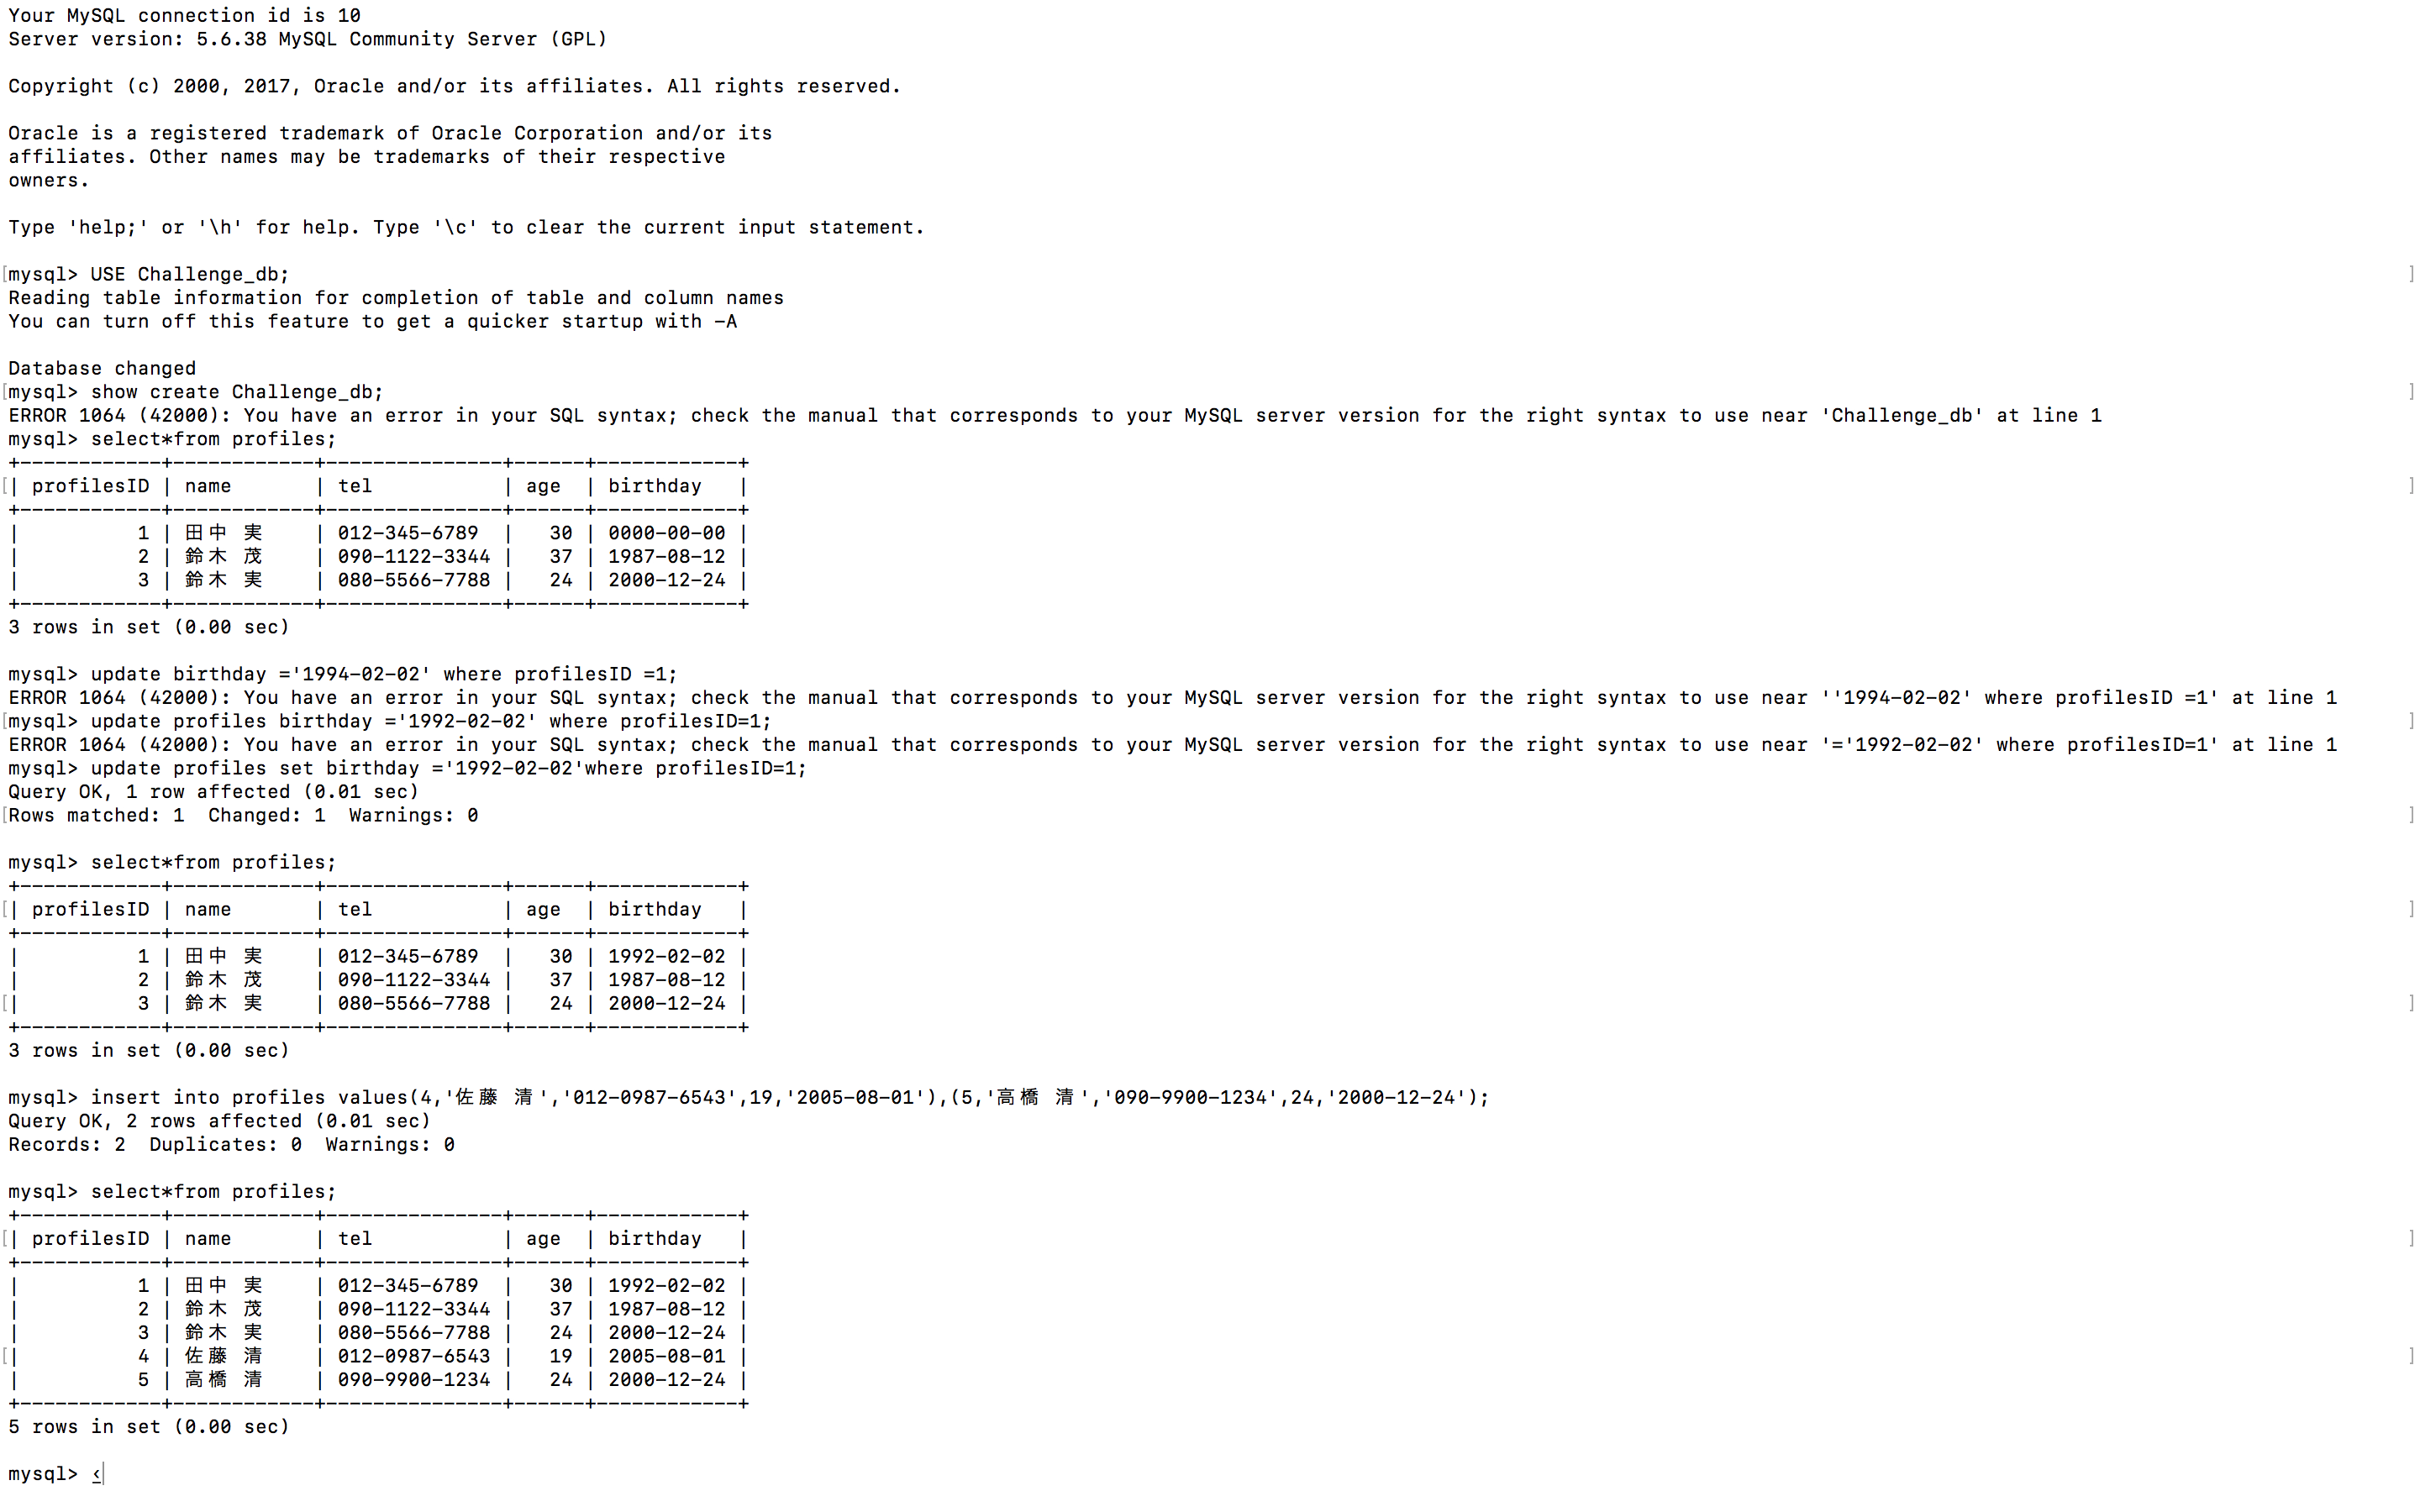 Your MySQL connection id is 10
Server version: 5.6.38 MySQL Community Server (GPL)
Copyright (c) 2000, 2017, Oracle and/or its affiliates. All rights reserved.
Oracle is a registered trademark of Oracle Corporation and/or its
affiliates. Other names may be trademarks of their respective
owners.
Type 'help;' or '\h' for help. Type '\c' to clear the current input statement.
[mysql> USE Challenge_db; ]
Reading table information for completion of table and column names
You can turn off this feature to get a quicker startup with -A
Database changed
[mysql> show create Challenge_db; ]
ERROR 1064 (42000): You have an error in your SQL syntax; check the manual that corresponds to your MySQL server version for the right syntax to use near 'Challenge_db' at line 1
mysql> select*from profiles;
+------------+------------+---------------+------+------------+
[| profilesID | name       | tel           | age  | birthday   | ]
+------------+------------+---------------+------+------------+
|          1 | 田中 実     | 012-345-6789  |   30 | 0000-00-00 |
|          2 | 鈴木 茂     | 090-1122-3344 |   37 | 1987-08-12 |
|          3 | 鈴木 実     | 080-5566-7788 |   24 | 2000-12-24 |
+------------+------------+---------------+------+------------+
3 rows in set (0.00 sec)
mysql> update birthday ='1994-02-02' where profilesID =1;
ERROR 1064 (42000): You have an error in your SQL syntax; check the manual that corresponds to your MySQL server version for the right syntax to use near ''1994-02-02' where profilesID =1' at line 1
[mysql> update profiles birthday ='1992-02-02' where profilesID=1; ]
ERROR 1064 (42000): You have an error in your SQL syntax; check the manual that corresponds to your MySQL server version for the right syntax to use near '='1992-02-02' where profilesID=1' at line 1
mysql> update profiles set birthday ='1992-02-02'where profilesID=1;
Query OK, 1 row affected (0.01 sec)
[Rows matched: 1  Changed: 1  Warnings: 0 ]
mysql> select*from profiles;
+------------+------------+---------------+------+------------+
[| profilesID | name       | tel           | age  | birthday   | ]
+------------+------------+---------------+------+------------+
|          1 | 田中 実     | 012-345-6789  |   30 | 1992-02-02 |
|          2 | 鈴木 茂     | 090-1122-3344 |   37 | 1987-08-12 |
[|          3 | 鈴木 実     | 080-5566-7788 |   24 | 2000-12-24 | ]
+------------+------------+---------------+------+------------+
3 rows in set (0.00 sec)
mysql> insert into profiles values(4,'佐藤 清','012-0987-6543',19,'2005-08-01'),(5,'高橋 清','090-9900-1234',24,'2000-12-24');
Query OK, 2 rows affected (0.01 sec)
Records: 2  Duplicates: 0  Warnings: 0
mysql> select*from profiles;
+------------+------------+---------------+------+------------+
[| profilesID | name       | tel           | age  | birthday   | ]
+------------+------------+---------------+------+------------+
|          1 | 田中 実     | 012-345-6789  |   30 | 1992-02-02 |
|          2 | 鈴木 茂     | 090-1122-3344 |   37 | 1987-08-12 |
|          3 | 鈴木 実     | 080-5566-7788 |   24 | 2000-12-24 |
[|          4 | 佐藤 清     | 012-0987-6543 |   19 | 2005-08-01 | ]
|          5 | 高橋 清     | 090-9900-1234 |   24 | 2000-12-24 |
+------------+------------+---------------+------+------------+
5 rows in set (0.00 sec)
mysql> ‹